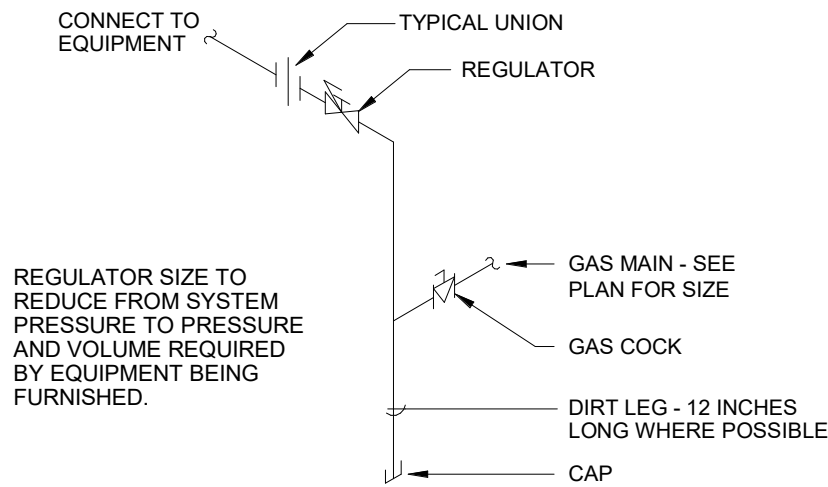 CONNECT TO
EQUIPMENT
TYPICAL UNION
REGULATOR
REGULATOR SIZE TO
REDUCE FROM SYSTEM
PRESSURE TO PRESSURE
AND VOLUME REQUIRED
BY EQUIPMENT BEING
FURNISHED.
GAS MAIN - SEE
PLAN FOR SIZE
GAS COCK
DIRT LEG - 12 INCHES
LONG WHERE POSSIBLE
CAP